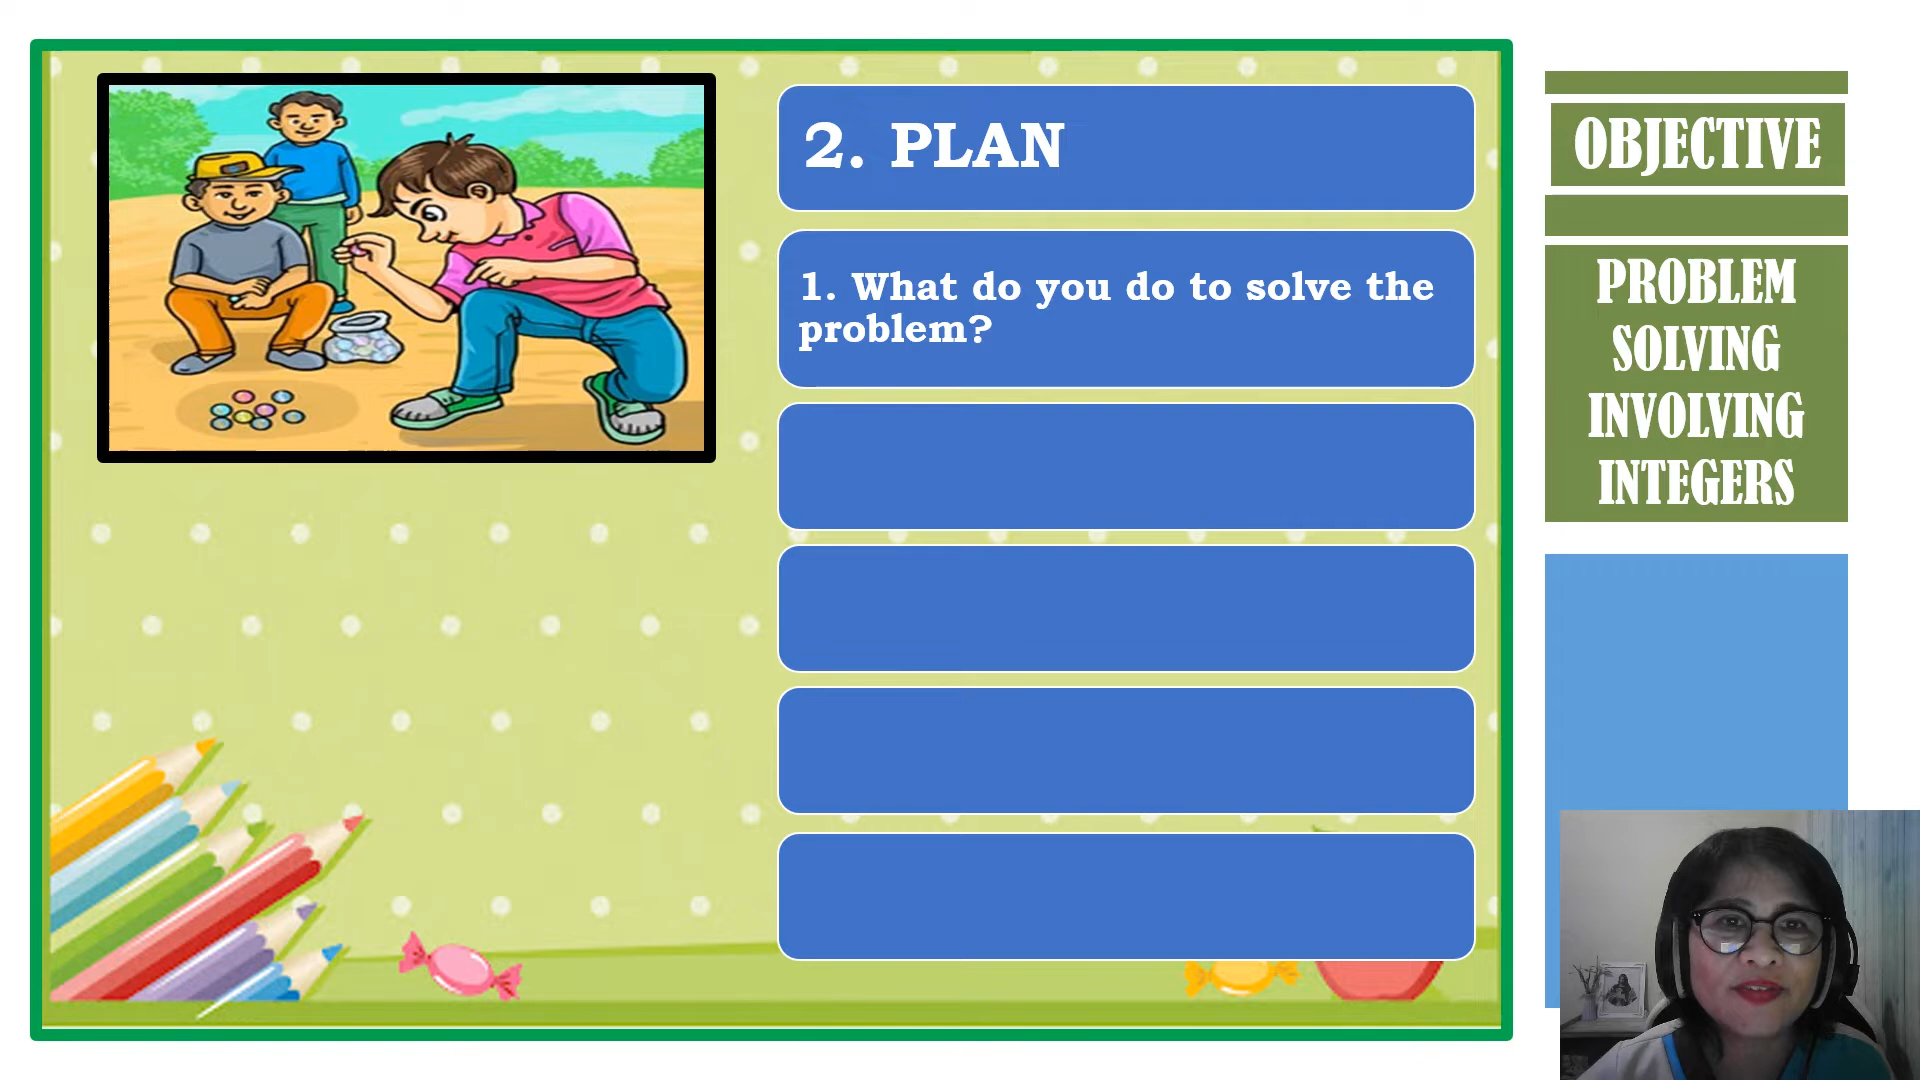 2. PLAN
1. What do you do to solve the
problem?
OBJECTIVE
PROBLEM
SOLVING
INVOLVING
INTEGERS